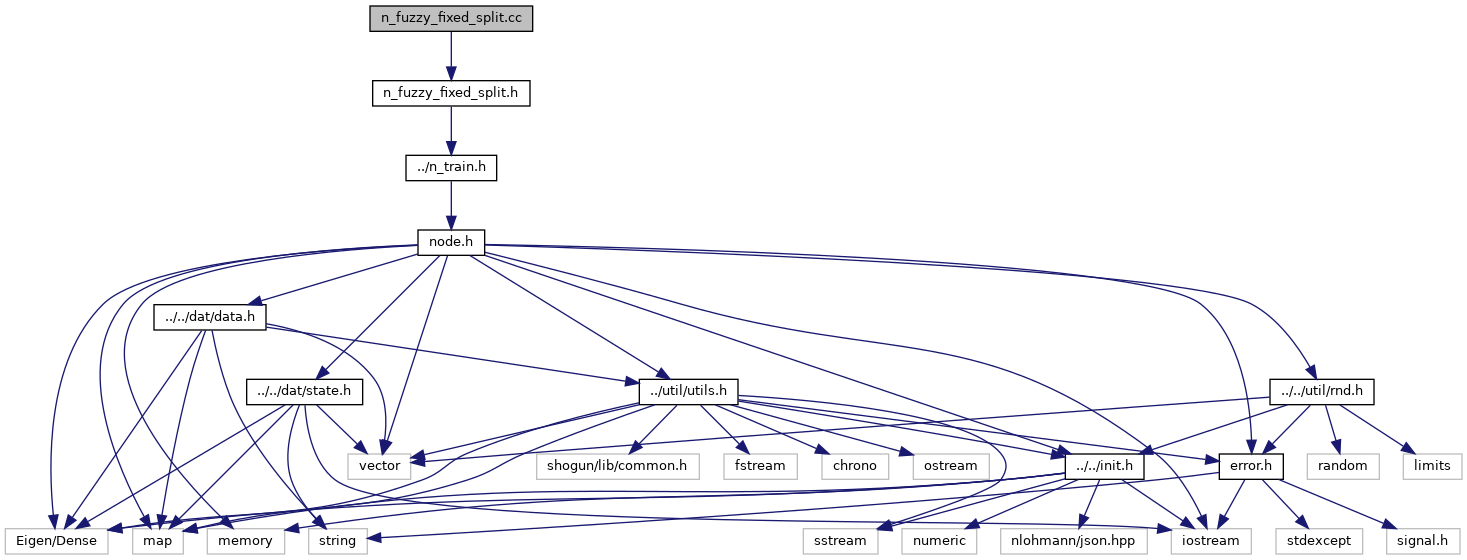 n_fuzzy_fixed_split.cc
n_fuzzy_fixed_split.h
../n_train.h
node.h
../../dat/data.h
../../dat/state.h
../util/utils.h
../../util/rnd.h
vector
shogun/lib/common.h
fstream
chrono
ostream
../../init.h
error.h
random
limits
Eigen/Dense
map
memory
string
sstream
numeric
nlohmann/json.hpp
iostream
stdexcept
signal.h